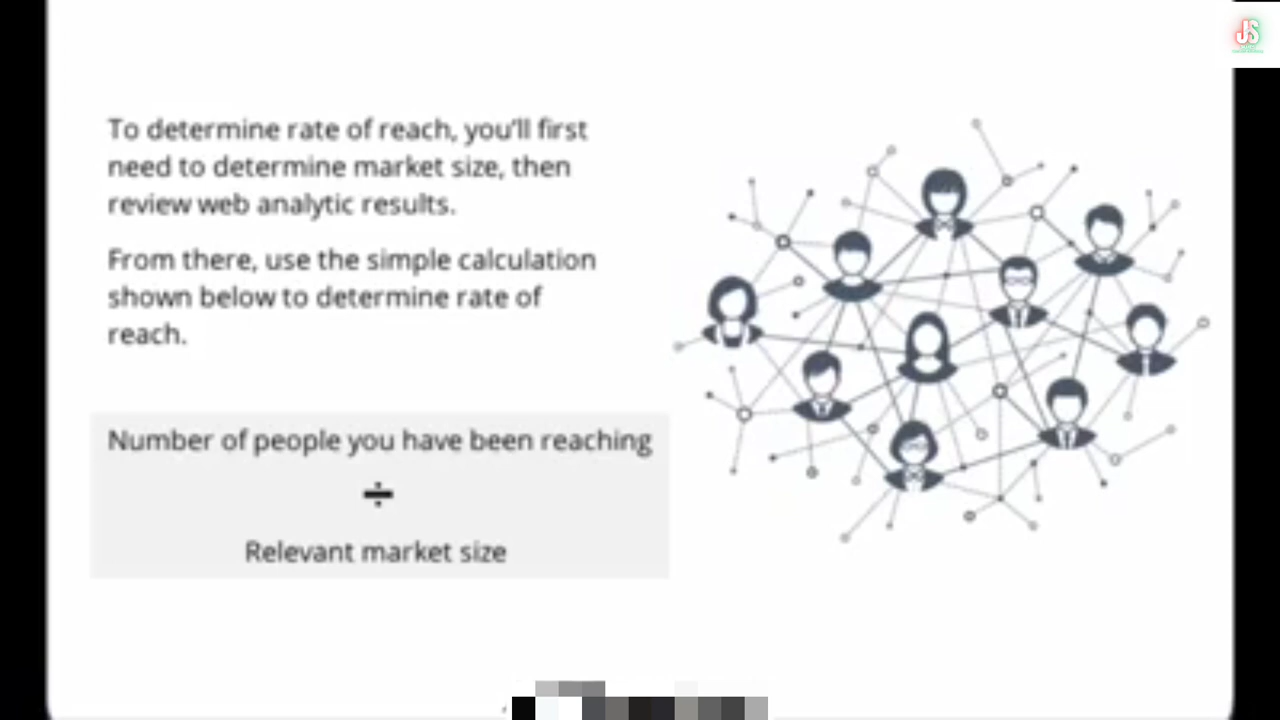 JS
To determine rate of reach, you'll first
need to determine market size, then
review web analytic results.
From there, use the simple calculation
shown below to determine rate of
reach.
Number of people you have been reaching
÷
Relevant market size